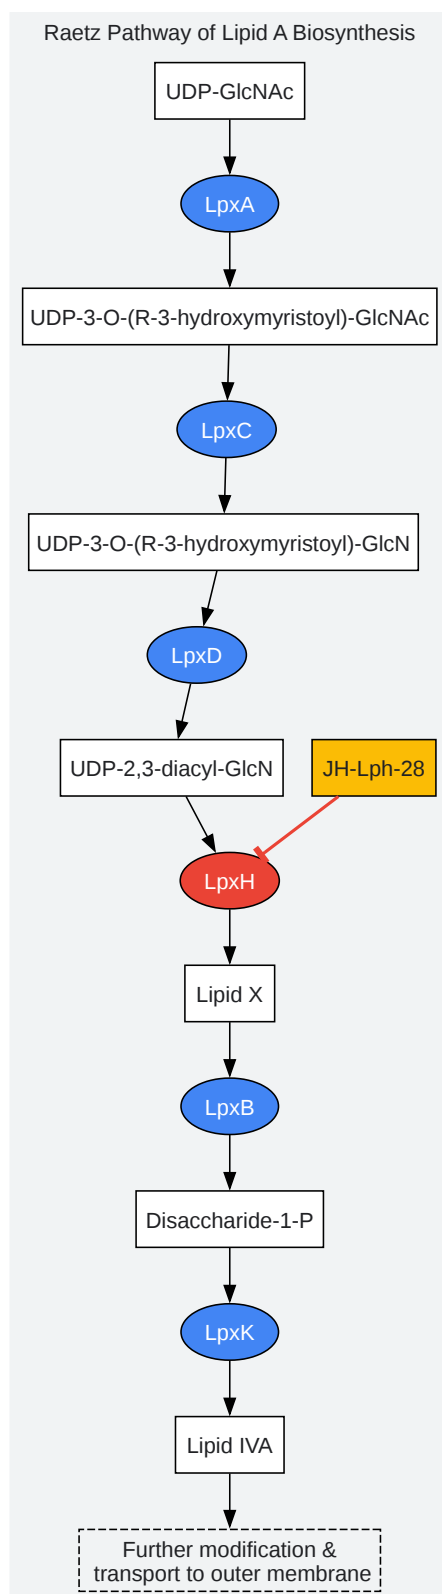 Raetz Pathway of Lipid A Biosynthesis
UDP-GlcNAc
LpxA
UDP-3-O-(R-3-hydroxymyristoyl)-GlcNAc
LpxC
UDP-3-O-(R-3-hydroxymyristoyl)-GlcN
LpxD
UDP-2,3-diacyl-GlcN
JH-Lph-28
LpxH
Lipid X
LpxB
Disaccharide-1-P
LpxK
Lipid IVA
Further modification &
transport to outer membrane